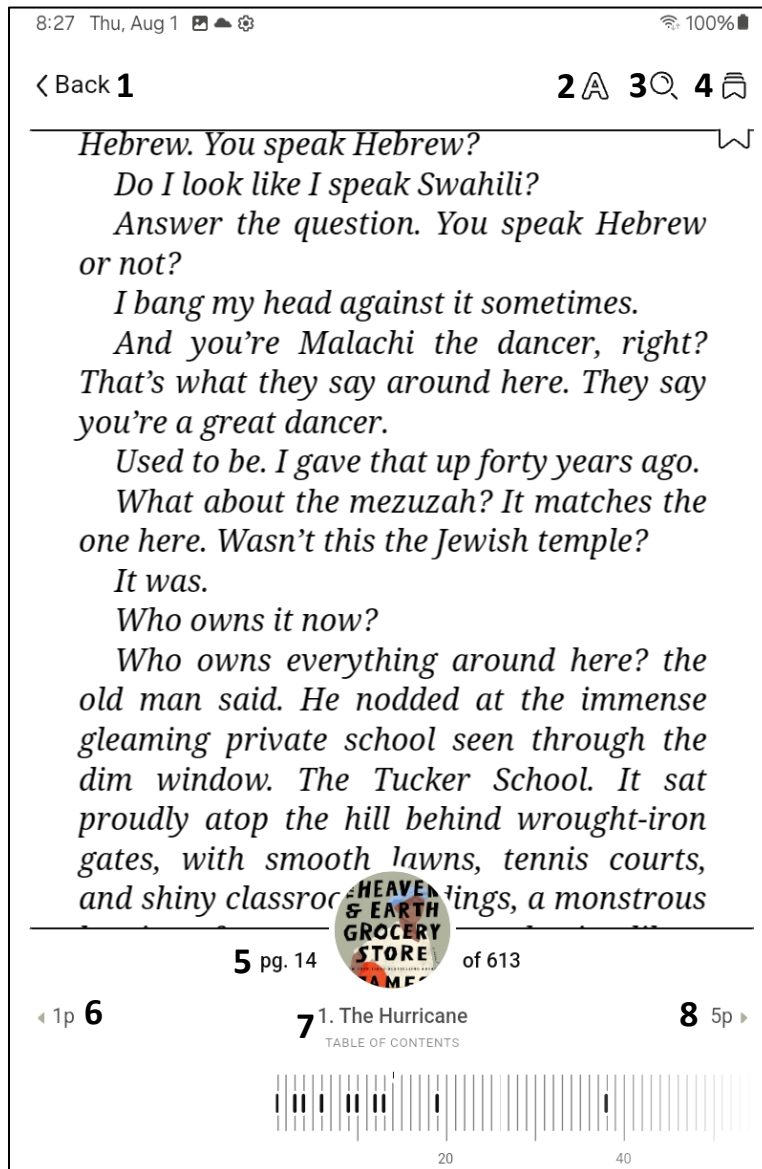 8:27 Thu, Aug 1 100%
Back 1 2 A 3 4
Hebrew. You speak Hebrew?
Do I look like I speak Swahili?
Answer the question. You speak Hebrew
or not?
I bang my head against it sometimes.
And you're Malachi the dancer, right?
That's what they say around here. They say
you're a great dancer.
Used to be. I gave that up forty years ago.
What about the mezuzah? It matches the
one here. Wasn't this the Jewish temple?
It was.
Who owns it now?
Who owns everything around here? the
old man said. He nodded at the immense
gleaming private school seen through the
dim window. The Tucker School. It sat
proudly atop the hill behind wrought-iron
gates, with smooth lawns, tennis courts,
and shiny dings, a monstrous
HEAVEN
& EARTH
GROCERY
STORE
5 pg. 14 of 613
1p 6 7 1. The Hurricane 8 5p
TABLE OF CONTENTS
20 40